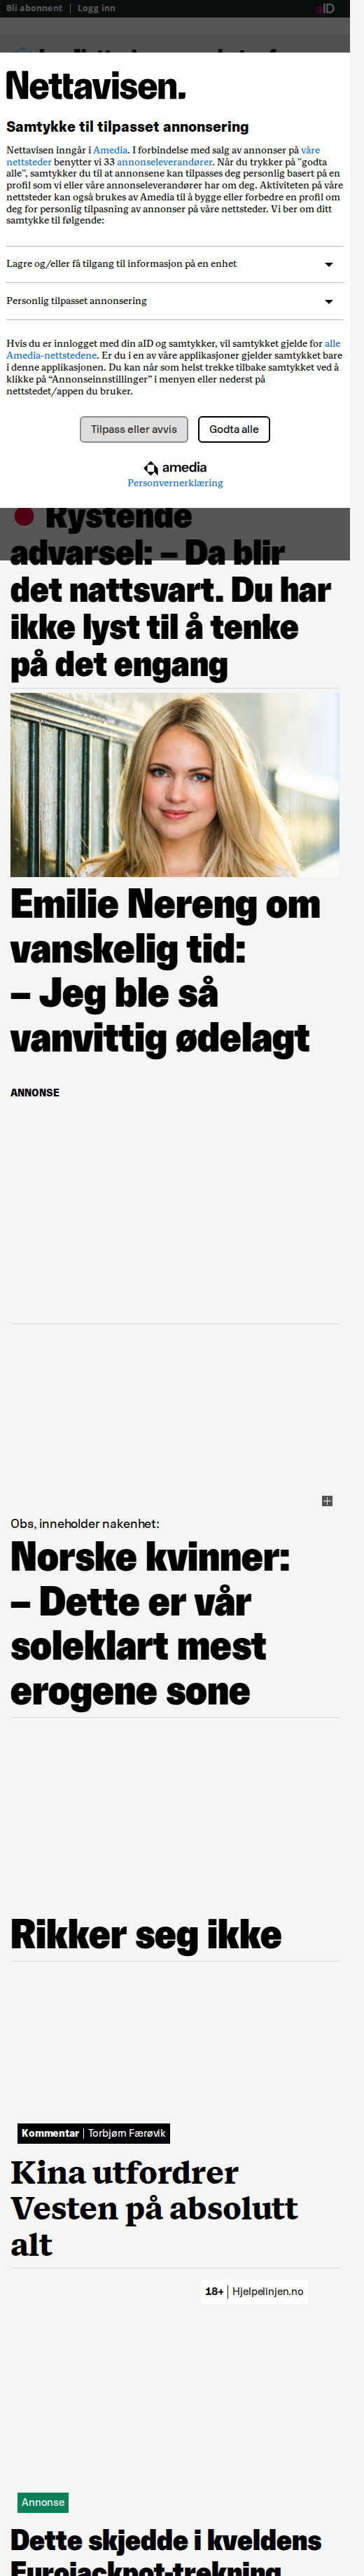 Bli abonnent | Logg inn
aID
Nettavisen.
Samtykke til tilpasset annonsering
Nettavisen inngår i Amedia. I forbindelse med salg av annonser på våre
nettsteder benytter vi 33 annonseleverandører. Når du trykker på "godta
alle", samtykker du til at annonsene kan tilpasses deg personlig basert på en
profil som vi eller våre annonseleverandører har om deg. Aktiviteten på våre
nettsteder kan også brukes av Amedia til å bygge eller forbedre en profil om
deg for personlig tilpasning av annonser på våre nettsteder. Vi ber om ditt
samtykke til følgende:
Lagre og/eller få tilgang til informasjon på en enhet
Personlig tilpasset annonsering
Hvis du er innlogget med din aID og samtykker, vil samtykket gjelde for alle
Amedia-nettstedene. Er du i en av våre applikasjoner gjelder samtykket bare
i denne applikasjonen. Du kan når som helst trekke tilbake samtykket ved å
klikke på “Annonseinnstillinger” i menyen eller nederst på
nettstedet/appen du bruker.
Tilpass eller avvis
Godta alle
amedia
Personvernerklæring
Rystende
advarsel: – Da blir
det nattsvart. Du har
ikke lyst til å tenke
på det engang
Emilie Nereng om
vanskelig tid:
– Jeg ble så
vanvittig ødelagt
ANNONSE
Obs, inneholder nakenhet:
Norske kvinner:
– Dette er vår
soleklart mest
erogene sone
Rikker seg ikke
Kommentar | Torbjørn Færøvik
Kina utfordrer
Vesten på absolutt
alt
18+ | Hjelpelinjen.no
Annonse
Dette skjedde i kveldens
Eurojackpot-trekning